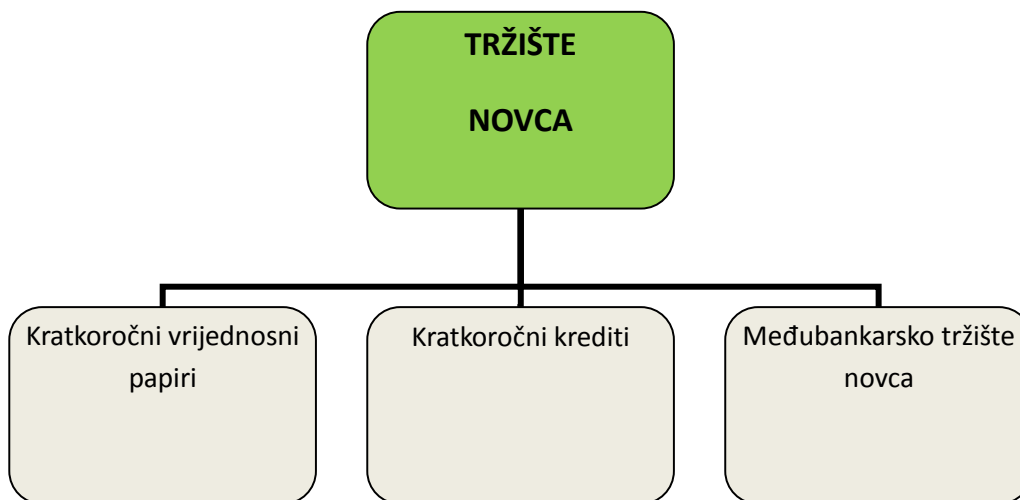 TRŽIŠTE
NOVCA
Kratkoročni vrijednosni
papiri
Kratkoročni krediti
Međubankarsko tržište
novca